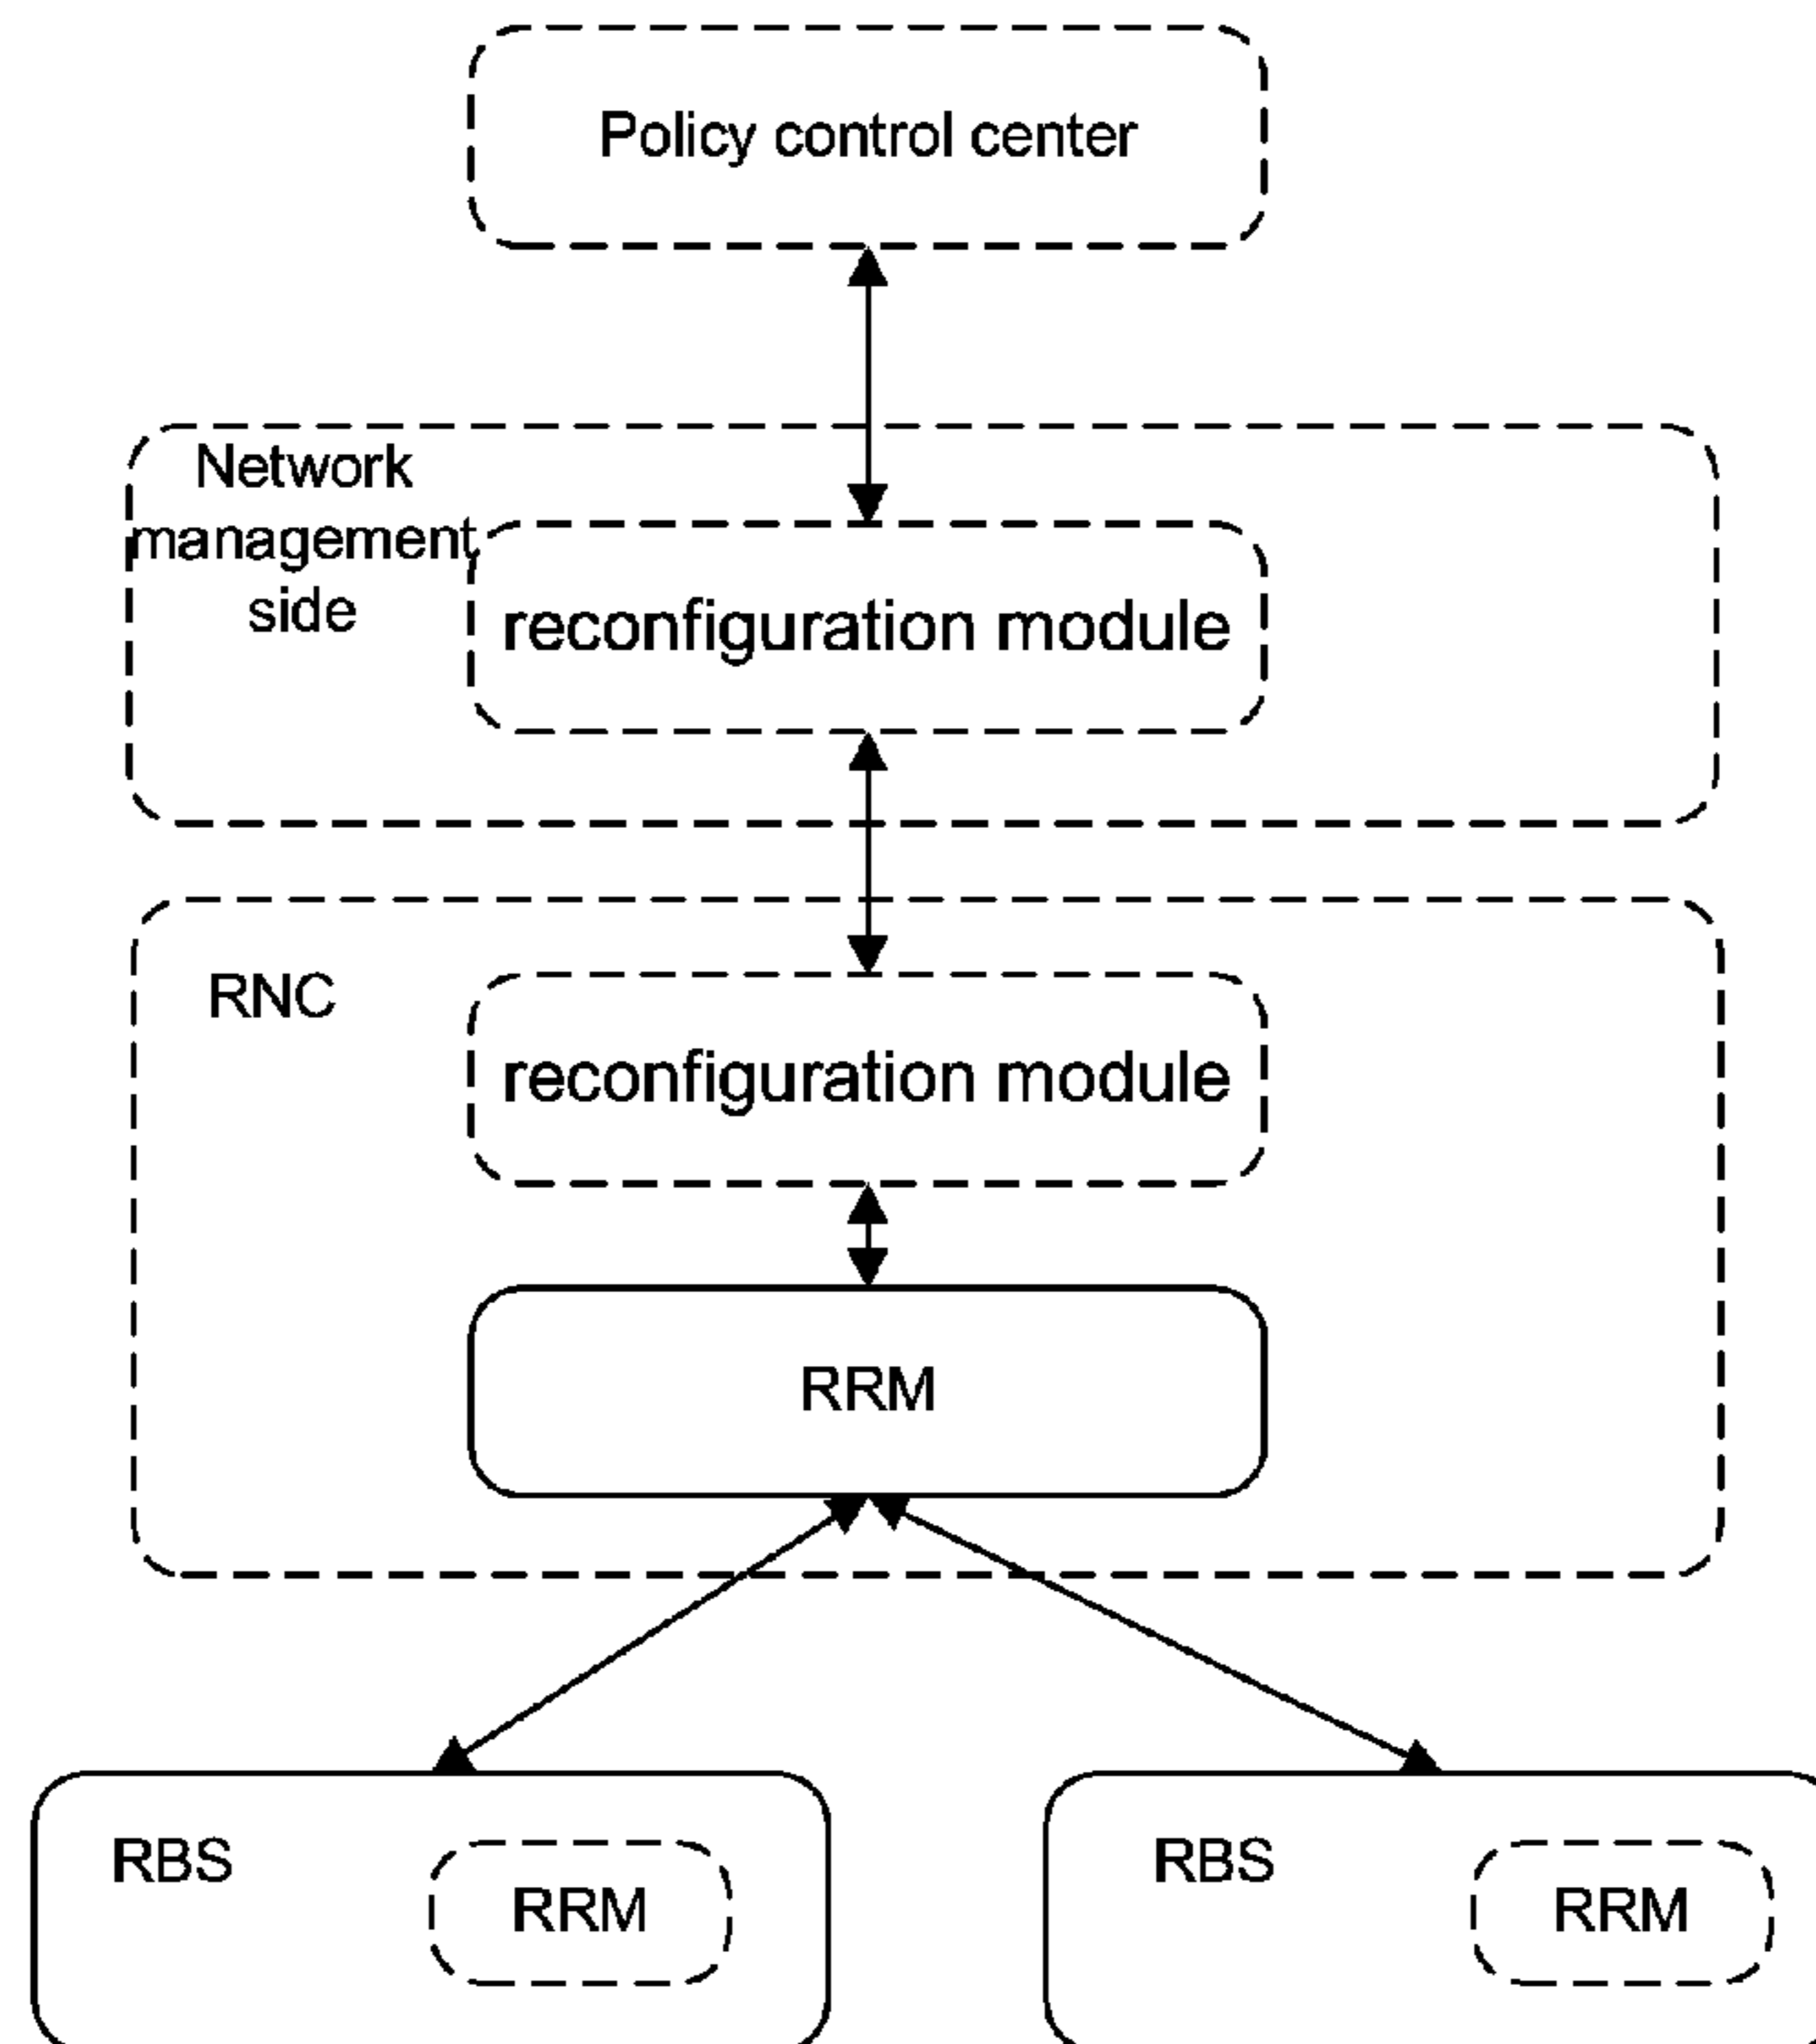 Policy control center
Network
management
side
reconfiguration module
RNC
reconfiguration module
RRM
RBS
RRM
RBS
RRM